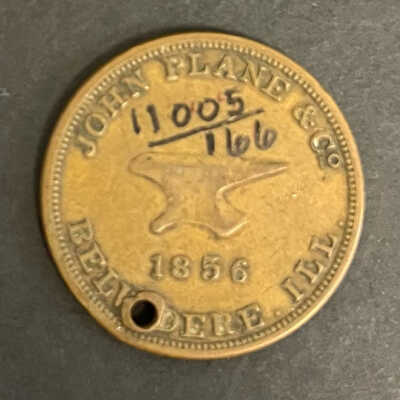 JOHN PLANE & Co.
11005
166
1856
BELVIDERE. ILL.